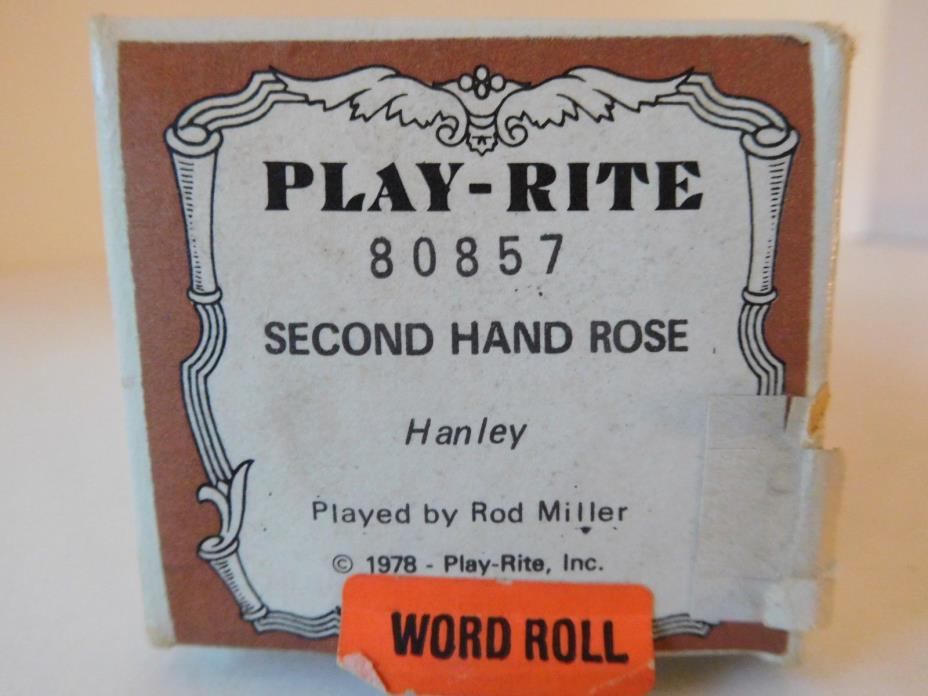 PLAY-RITE
80857
SECOND HAND ROSE
Hanley
Played by Rod Miller
© 1978 - Play-Rite, Inc.
WORD ROLL